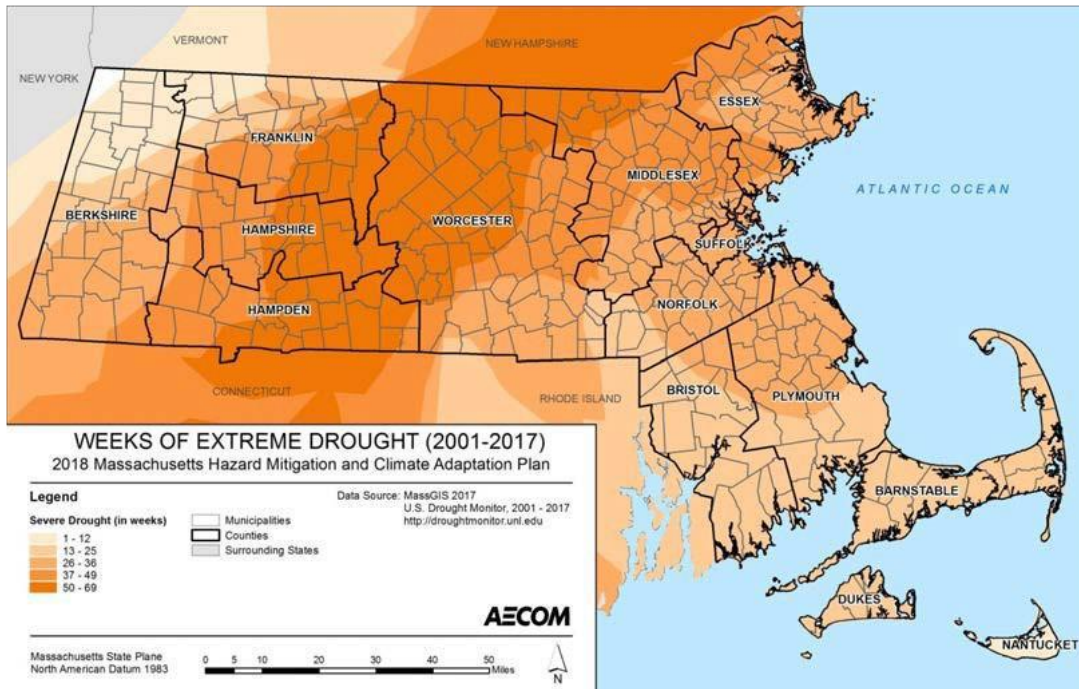 VERMONT
NEW HAMPSHIRE
NEW YORK
ESSEX
FRANKLIN
MIDDLESEX
ATLANTIC OCEAN
BERKSHIRE
HAMPSHIRE
WORCESTER
SUFFOLK
HAMPDEN
NORFOLK
CONNECTICUT
RHODE ISLAND
BRISTOL
PLYMOUTH
BARNSTABLE
DUKES
NANTUCKET
WEEKS OF EXTREME DROUGHT (2001-2017)
2018 Massachusetts Hazard Mitigation and Climate Adaptation Plan
Legend
Severe Drought (in weeks)
1 - 12
13 - 25
26 - 36
37 - 49
50 - 69
Municipalities
Counties
Surrounding States
Data Source: MassGIS 2017
U.S. Drought Monitor, 2001 - 2017
http://droughtmonitor.unl.edu
AECOM
Massachusetts State Plane
North American Datum 1983
0 5 10 20 30 40 50
Miles
N